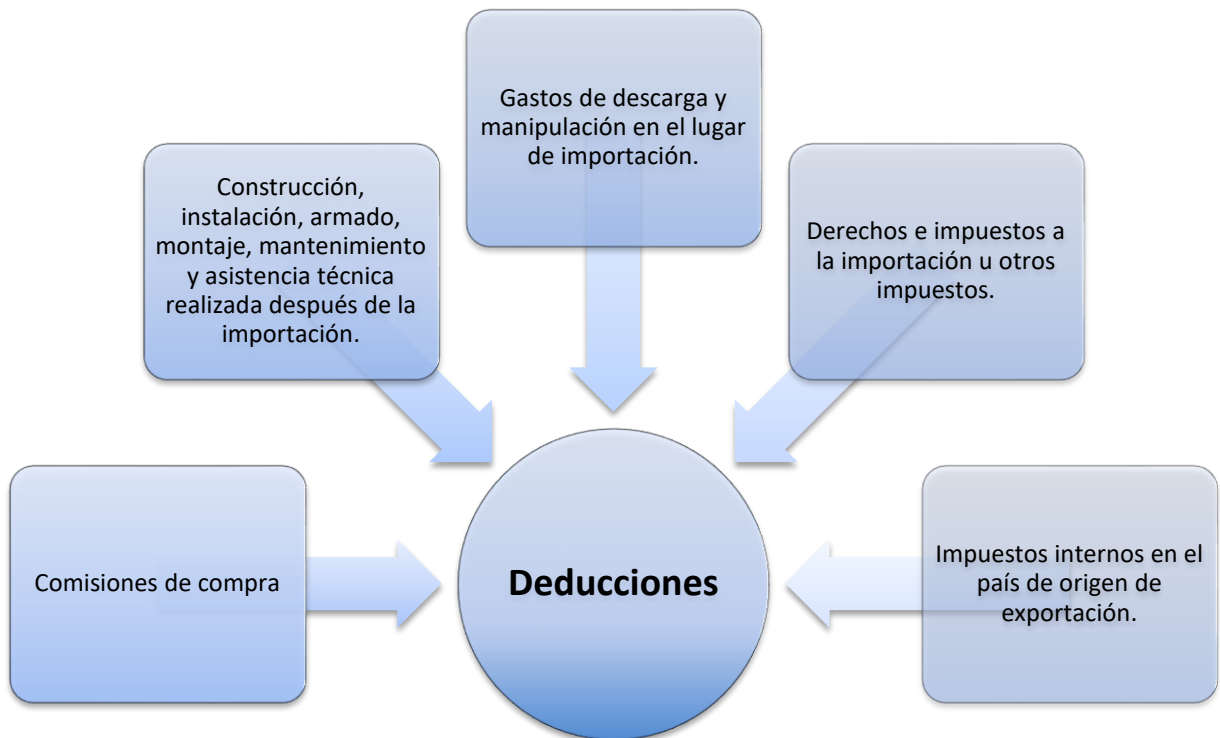 Gastos de descarga y
manipulación en el lugar
de importación.
Construcción,
instalación, armado,
montaje, mantenimiento
y asistencia técnica
realizada después de la
importación.
Derechos e impuestos a
la importación u otros
impuestos.
Comisiones de compra
Deducciones
Impuestos internos en el
país de origen de
exportación.